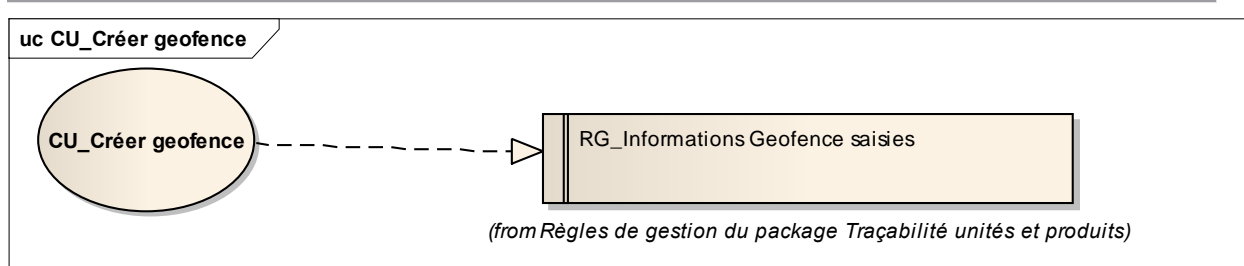 uc CU_Créer geofence
CU_Créer geofence
RG_Informations Geofence saisies
(from Règles de gestion du package Traçabilité unités et produits)